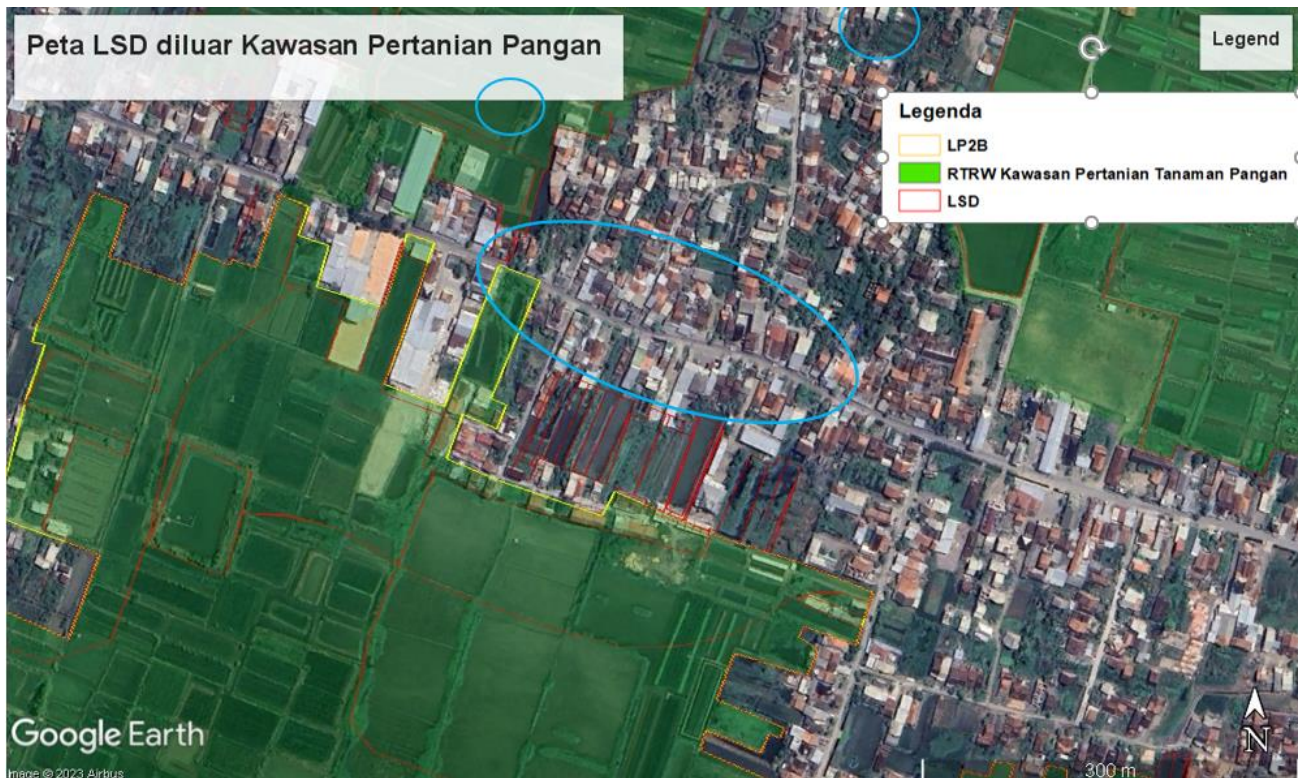 Peta LSD diluar Kawasan Pertanian Pangan
Legend
Legenda
LP2B
RTRW Kawasan Pertanian Tanaman Pangan
LSD
Google Earth
Image © 2023 Airbus
300 m
N